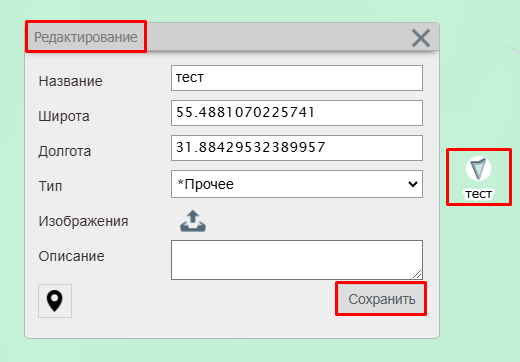 Редактирование
Название
тест
Широта
55.4881070225741
Долгота
31.88429532389957
Тип
*Прочее
Изображения
Описание
Сохранить
тест